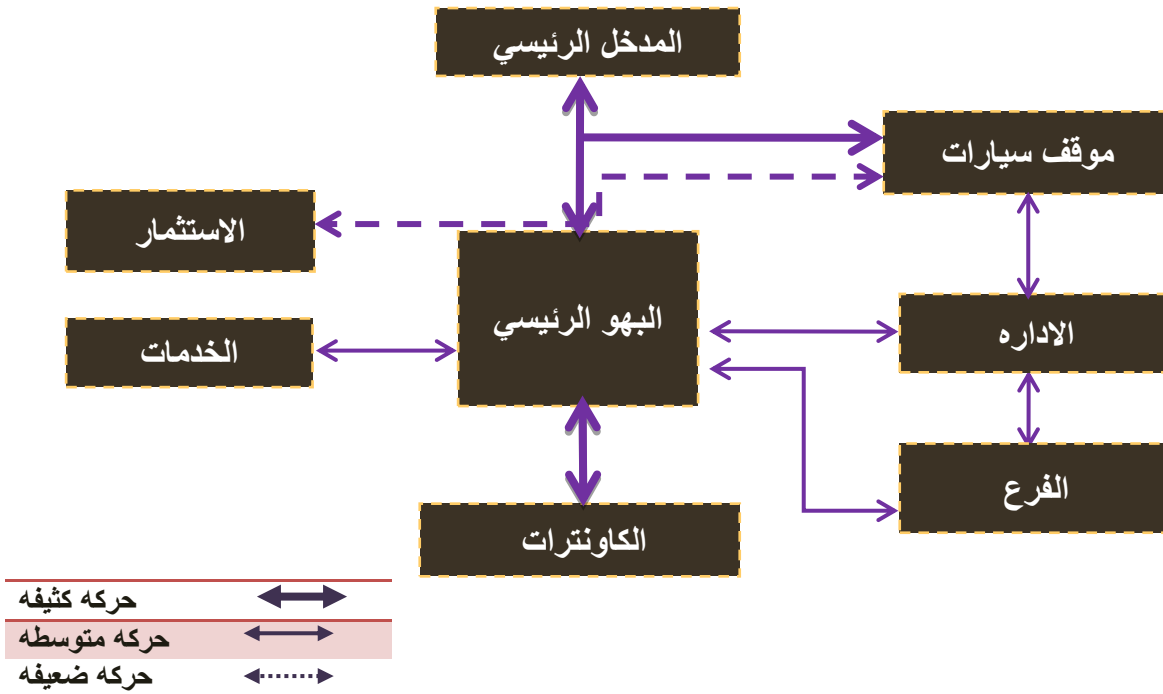 المدخل الرئيسي
موقف سيارات
الاستثمار
البهو الرئيسي
الاداره
الخدمات
الفرع
الكاونترات
حركه كثيفه
حركه متوسطه
حركه ضعيفه